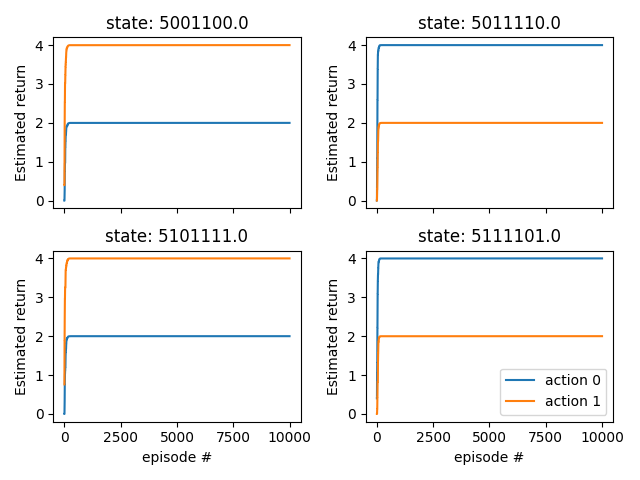 state: 5001100.0
state: 5011110.0
4
3
2
1
0
Estimated return
4
3
2
1
0
Estimated return
state: 5101111.0
state: 5111101.0
4
3
2
1
0
Estimated return
0 2500 5000 7500 10000
episode #
4
3
2
1
0
Estimated return
action 0
action 1
0 2500 5000 7500 10000
episode #